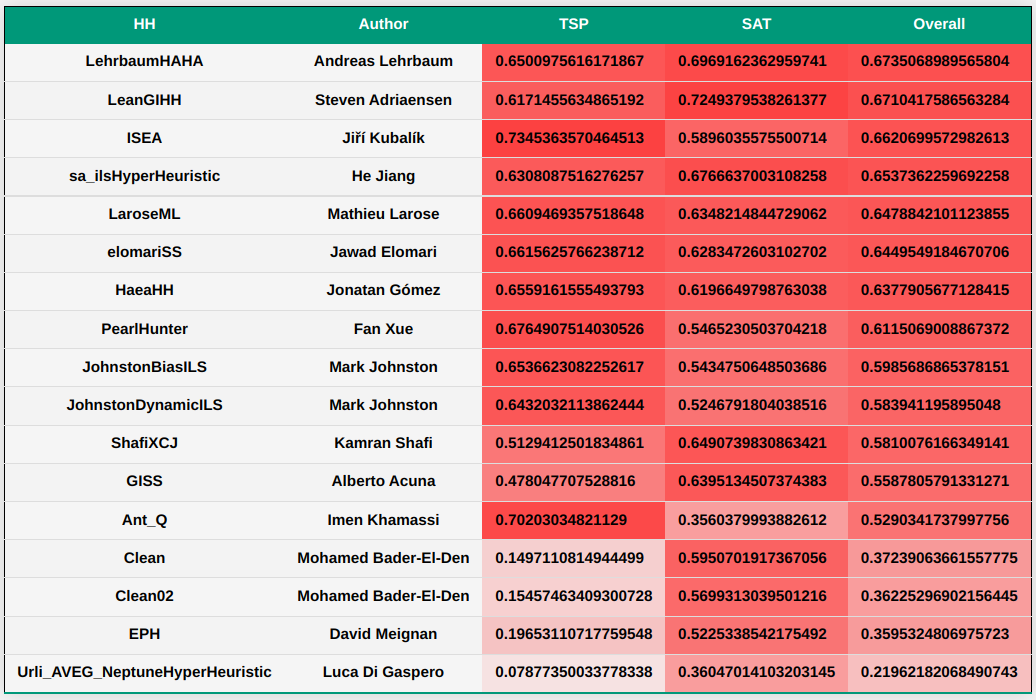 HH Author TSP SAT Overall
LehrbaumHAHA Andreas Lehrbaum 0.6500975616171867 0.6969162362959741 0.6735068989565804
LeanGIHH Steven Adriaensen 0.6171455634865192 0.7249379538261377 0.6710417586563284
ISEA Jiří Kubalík 0.7345363570464513 0.5896035575500714 0.6620699572982613
sa_ilsHyperHeuristic He Jiang 0.6308087516276257 0.6766637003108258 0.6537362259692258
LaroseML Mathieu Larose 0.6609469357518648 0.6348214844729062 0.6478842101123855
elomariSS Jawad Elomari 0.6615625766238712 0.6283472603102702 0.6449549184670706
HaeaHH Jonatan Gómez 0.6559161555493793 0.6196649798763038 0.6377905677128415
PearlHunter Fan Xue 0.6764907514030526 0.5465230503704218 0.6115069008867372
JohnstonBiasILS Mark Johnston 0.6536623082252617 0.5434750648503686 0.5985686865378151
JohnstonDynamicILS Mark Johnston 0.6432032113862444 0.5246791804038516 0.583941195895048
ShafiXCJ Kamran Shafi 0.5129412501834861 0.6490739830863421 0.5810076166349141
GISS Alberto Acuna 0.478047707528816 0.6395134507374383 0.5587805791331271
Ant_Q Imen Khamassi 0.70203034821129 0.3560379993882612 0.5290341737997756
Clean Mohamed Bader-El-Den 0.1497110814944499 0.5950701917367056 0.37239063661557775
Clean02 Mohamed Bader-El-Den 0.15457463409300728 0.5699313039501216 0.36225296902156445
EPH David Meignan 0.19653110717759548 0.5225338542175492 0.3595324806975723
Urli_AVEG_NeptuneHyperHeuristic Luca Di Gaspero 0.07877350033778338 0.36047014103203145 0.21962182068490743